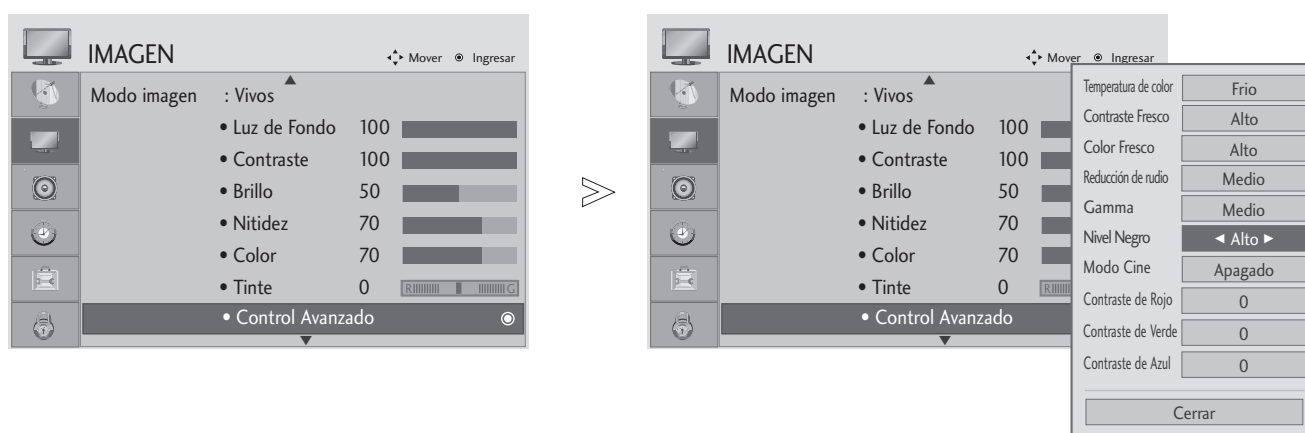 IMAGEN Mover Ingresar
Modo imagen : Vivos
• Luz de Fondo 100
• Contraste 100
• Brillo 50
• Nitidez 70
• Color 70
• Tinte 0 R G
• Control Avanzado
IMAGEN Mover Ingresar
Modo imagen : Vivos
• Luz de Fondo 100
• Contraste 100
• Brillo 50
• Nitidez 70
• Color 70
• Tinte 0 R
• Control Avanzado
Temperatura de color Frio
Contraste Fresco Alto
Color Fresco Alto
Reducción de rudio Medio
Gamma Medio
Nivel Negro ◄ Alto ►
Modo Cine Apagado
Contraste de Rojo 0
Contraste de Verde 0
Contraste de Azul 0
Cerrar